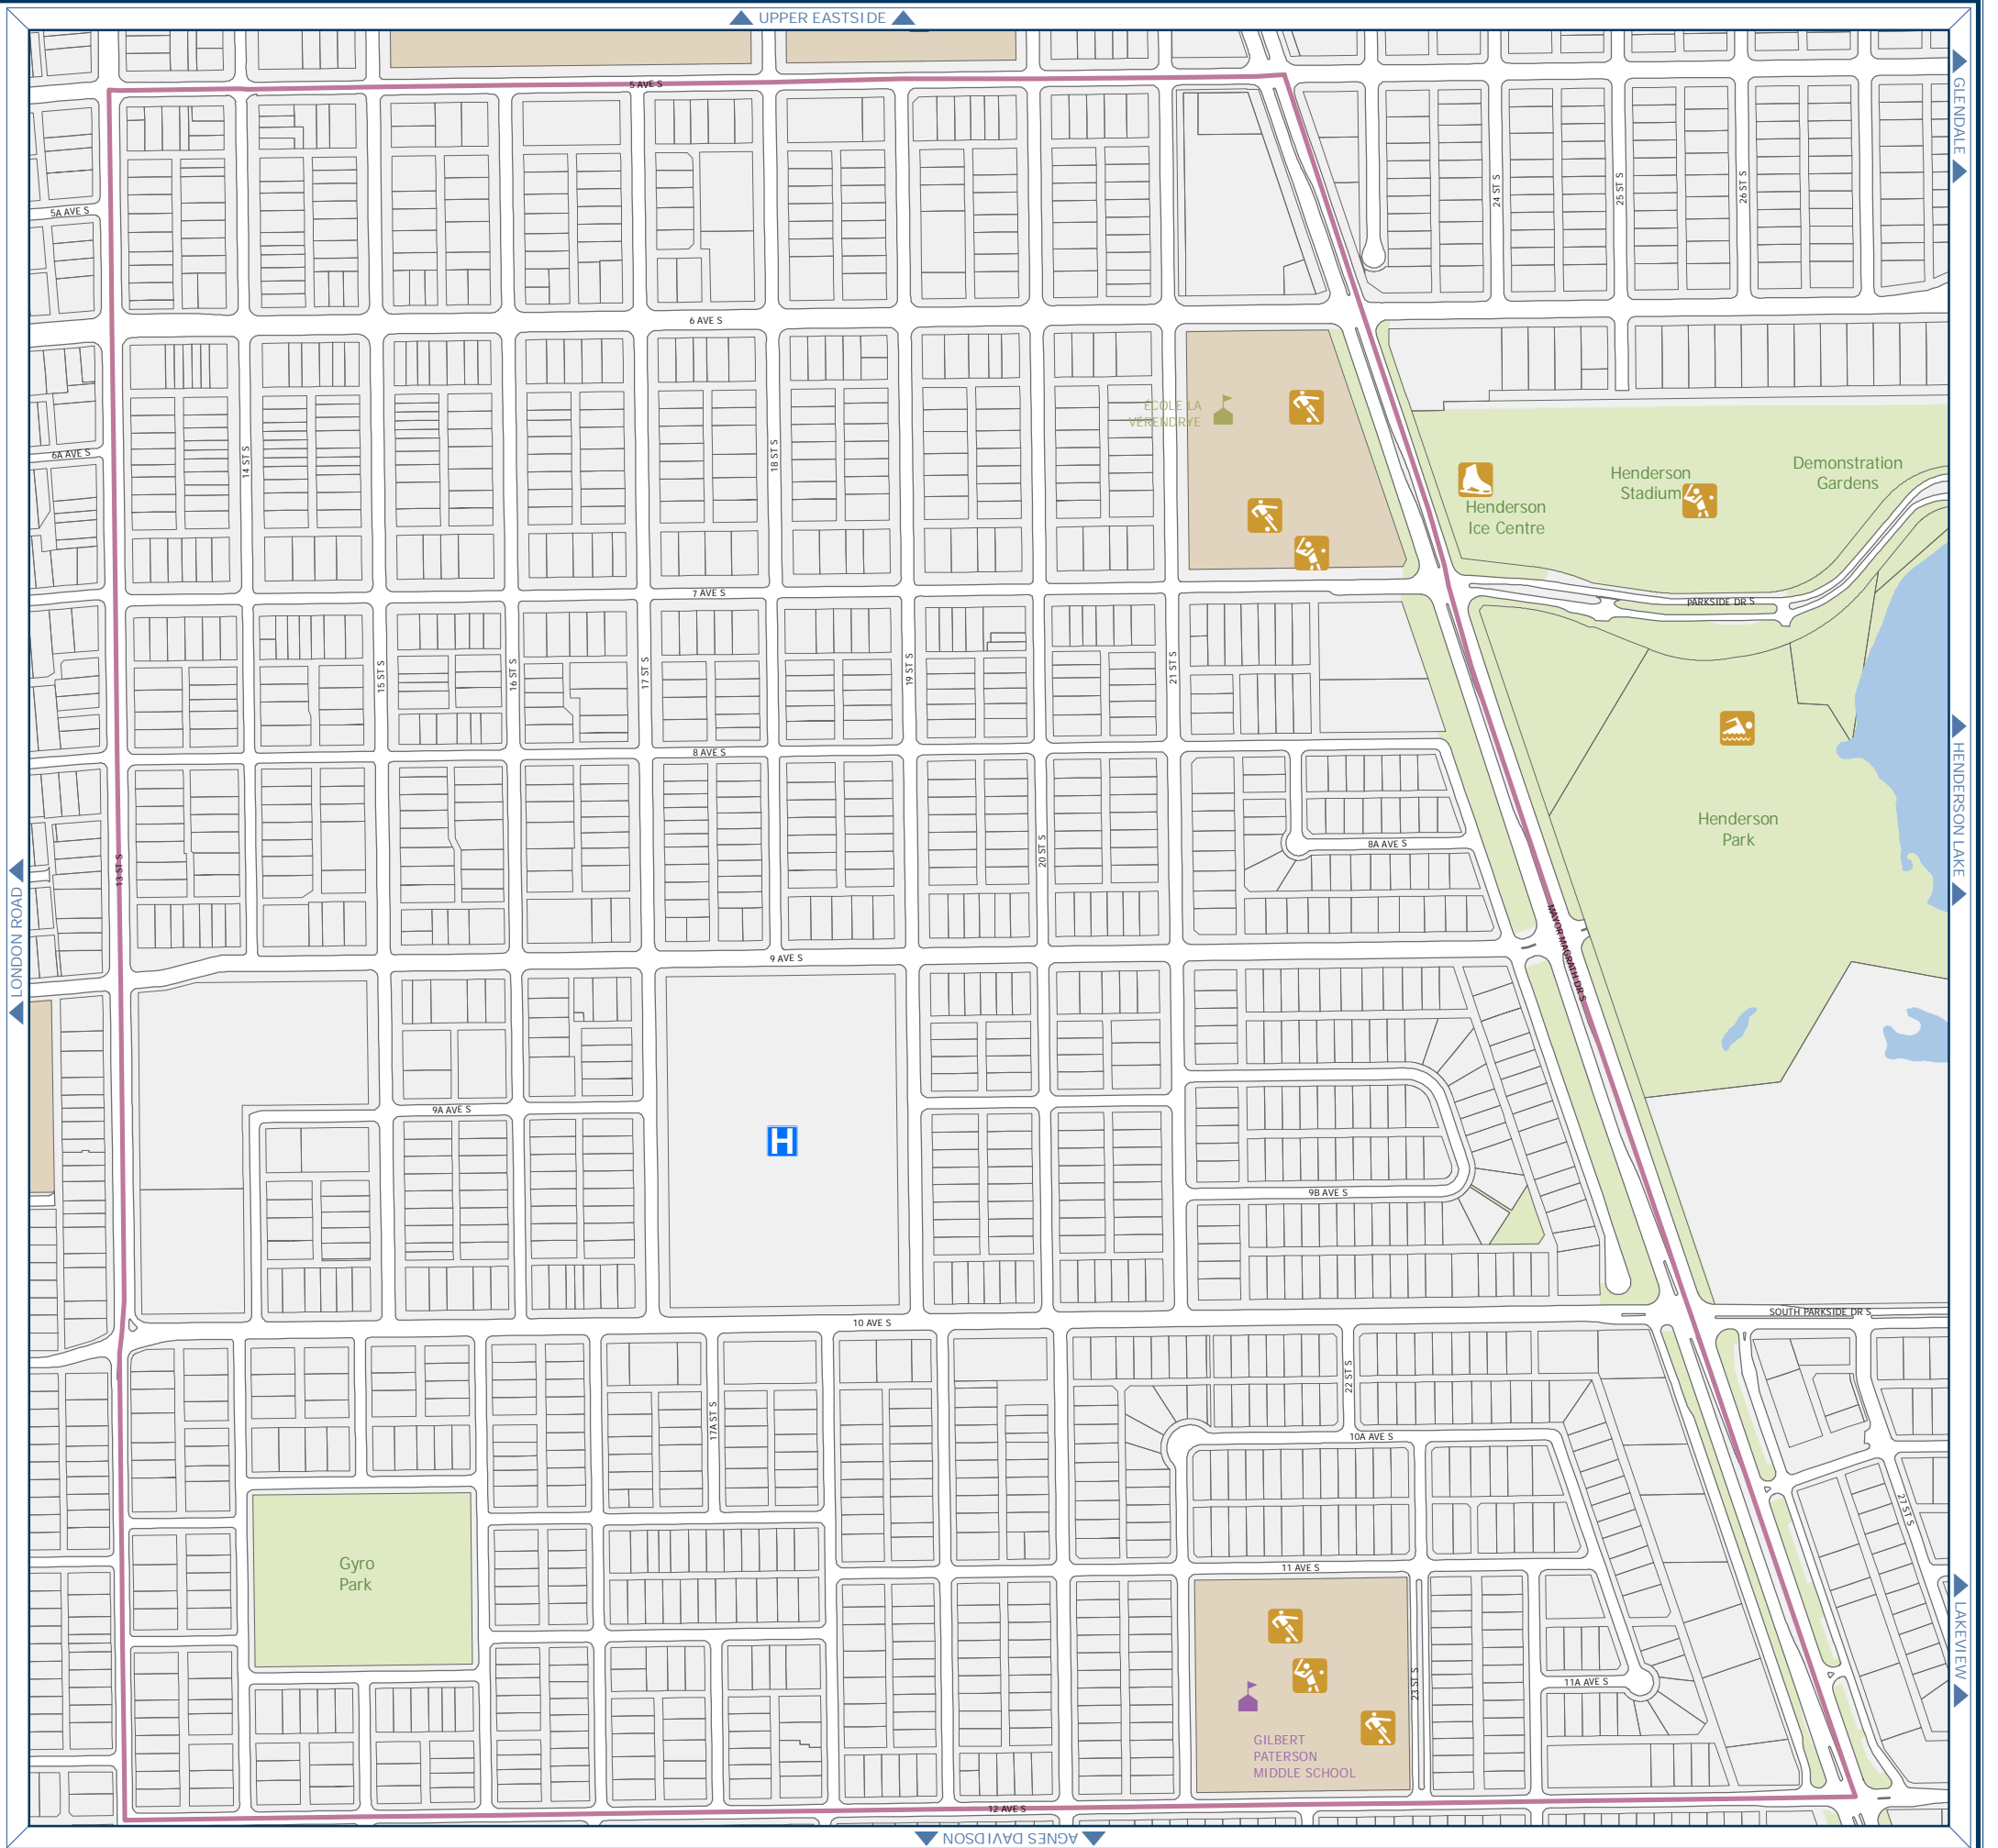 UPPER EASTSIDE
GLENDALE
5 AVE S
5A AVE S
24 ST S
25 ST S
26 ST S
6 AVE S
ÉCOLE LA
VÉRENDRYE
6A AVE S
14 ST S
18 ST S
Henderson
Stadium
Demonstration
Gardens
Henderson
Ice Centre
7 AVE S
PARKSIDE DR S
15 ST S
16 ST S
17 ST S
19 ST S
21 ST S
8 AVE S
HENDERSON LAKE
Henderson
Park
8A AVE S
20 ST S
13 ST S
LONDON ROAD
MAYOR MAGRATH DR S
9 AVE S
9A AVE S
H
9B AVE S
SOUTH PARKSIDE DR S
10 AVE S
22 ST S
17A ST S
10A AVE S
27 ST S
Gyro
Park
11 AVE S
LAKEVIEW
23 ST S
11A AVE S
GILBERT
PATERSON
MIDDLE SCHOOL
12 AVE S
AGNES DAVIDSON